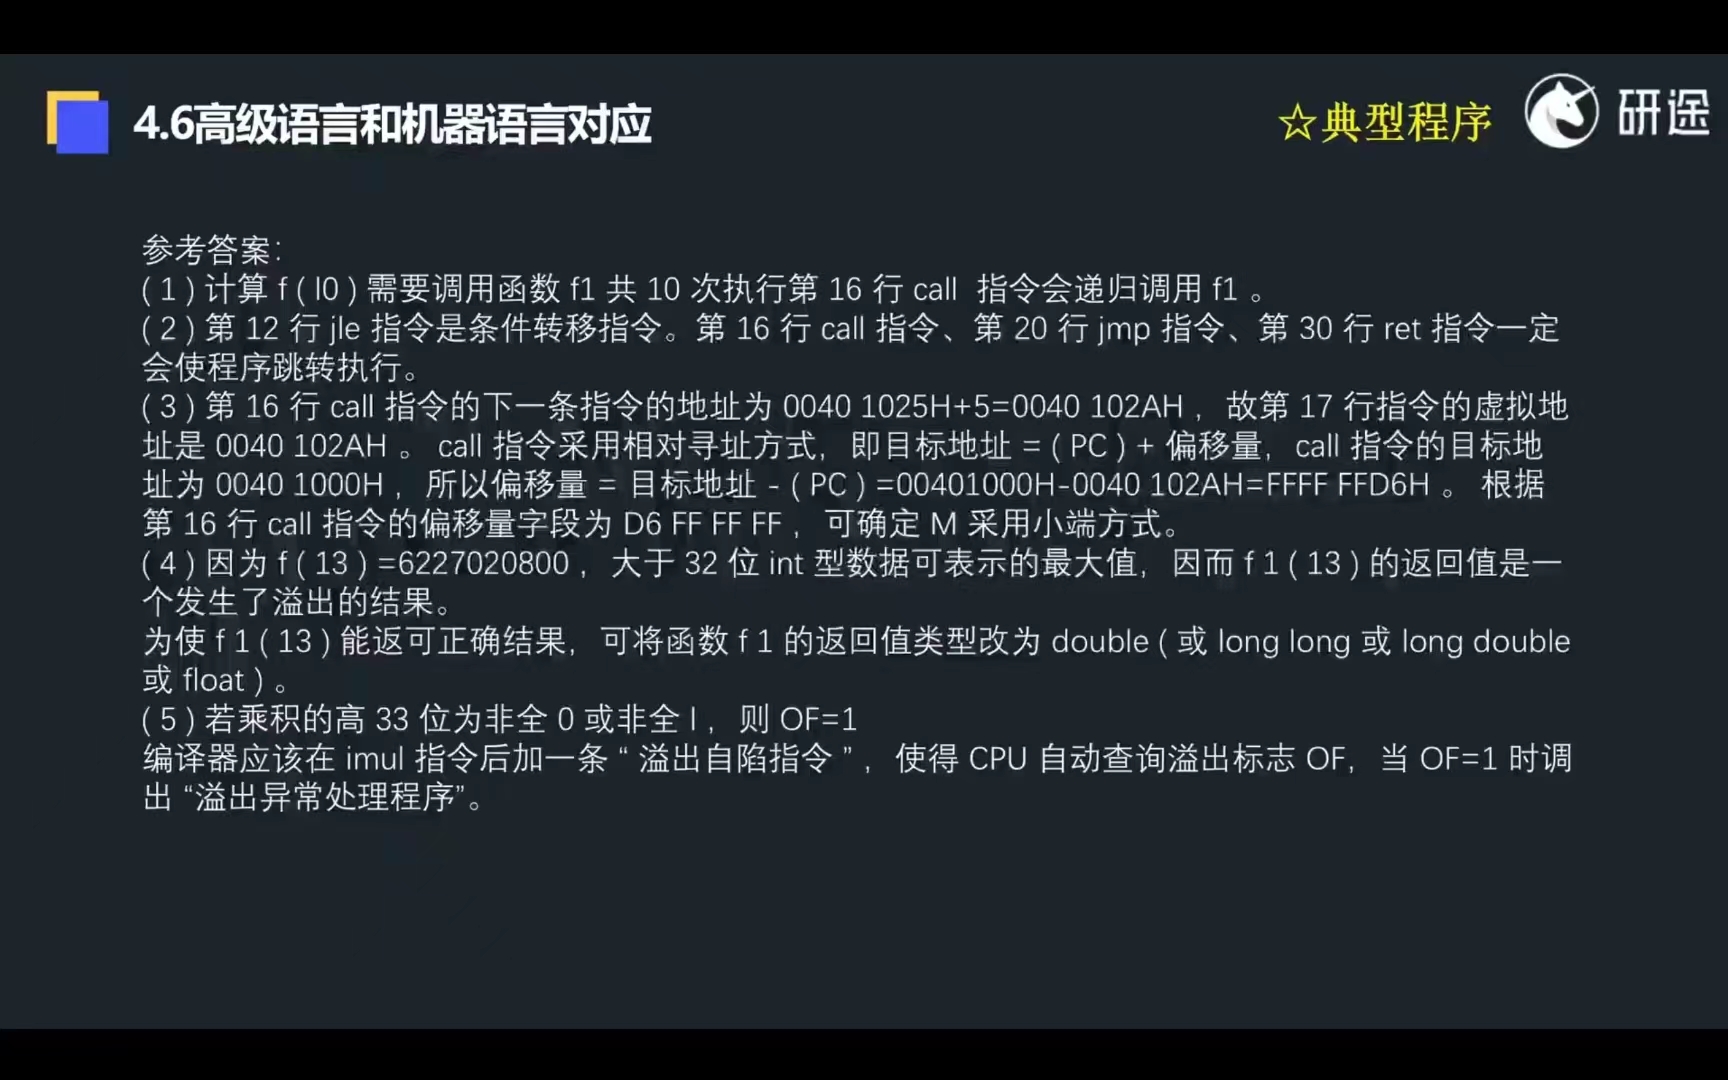 4.6高级语言和机器语言对应
☆典型程序
研途
参考答案:
( 1 ) 计算 f ( l0 ) 需要调用函数 f1 共 10 次执行第 16 行 call 指令会递归调用 f1 。
( 2 ) 第 12 行 jle 指令是条件转移指令。第 16 行 call 指令、第 20 行 jmp 指令、第 30 行 ret 指令一定
会使程序跳转执行。
( 3 ) 第 16 行 call 指令的下一条指令的地址为 0040 1025H+5=0040 102AH ，故第 17 行指令的虚拟地
址是 0040 102AH 。 call 指令采用相对寻址方式，即目标地址 = ( PC ) + 偏移量，call 指令的目标地
址为 0040 1000H ，所以偏移量 = 目标地址 - ( PC ) =00401000H-0040 102AH=FFFF FFD6H 。 根据
第 16 行 call 指令的偏移量字段为 D6 FF FF FF ，可确定 M 采用小端方式。
( 4 ) 因为 f ( 13 ) =6227020800 ，大于 32 位 int 型数据可表示的最大值，因而 f 1 ( 13 ) 的返回值是一
个发生了溢出的结果。
为使 f 1 ( 13 ) 能返可正确结果，可将函数 f 1 的返回值类型改为 double ( 或 long long 或 long double
或 float ) 。
( 5 ) 若乘积的高 33 位为非全 0 或非全 l ，则 OF=1
编译器应该在 imul 指令后加一条 “ 溢出自陷指令 ” ，使得 CPU 自动查询溢出标志 OF，当 OF=1 时调
出 “溢出异常处理程序”。